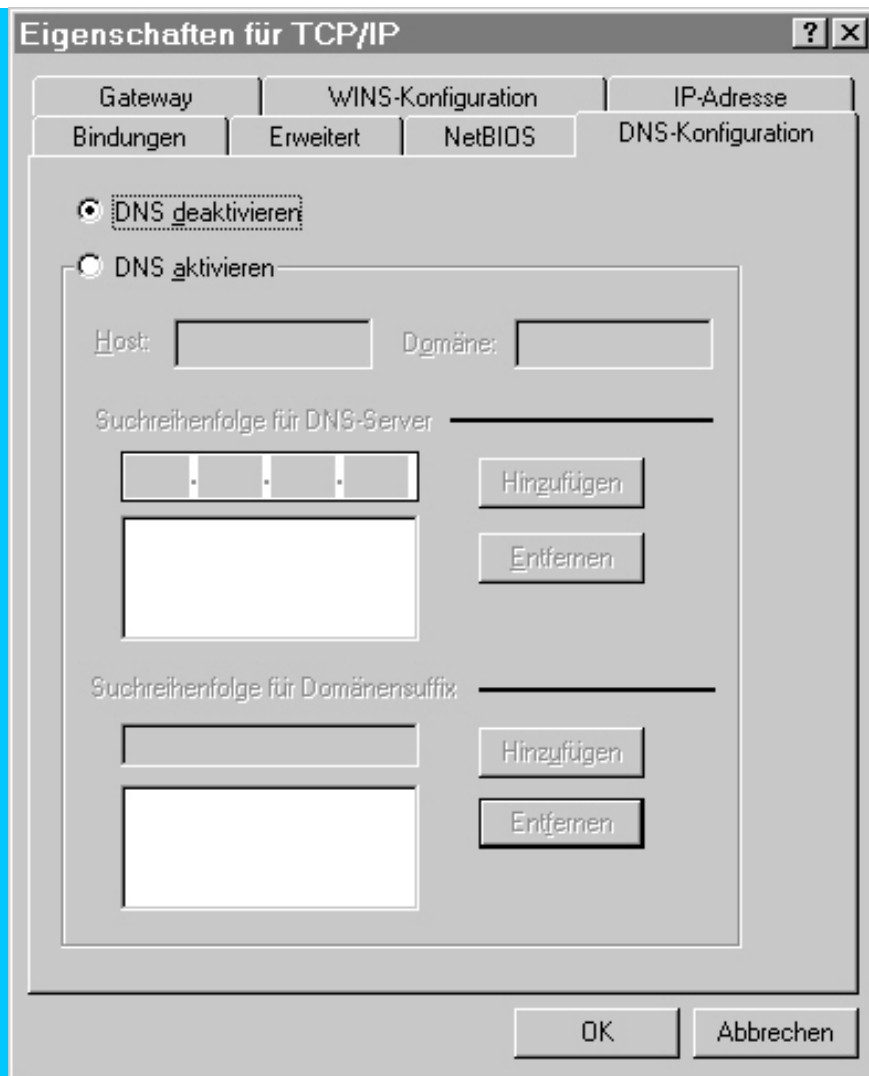 Eigenschaften für TCP/IP
Gateway WINS-Konfiguration IP-Adresse
Bindungen Erweitert NetBIOS DNS-Konfiguration
DNS deaktivieren
DNS aktivieren
Host: Domäne:
Suchreihenfolge für DNS-Server
Hinzufügen
Entfernen
Suchreihenfolge für Domänensuffix
Hinzufügen
Entfernen
OK Abbrechen